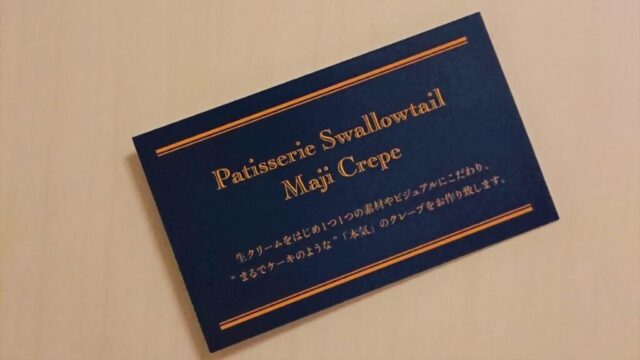 Patisserie Swallowtail
Maji Crepe
生クリームをはじめ1つ1つの素材やビジュアルにこだわり、
“まるでケーキのような”「本気」のクレープをお作り致します。